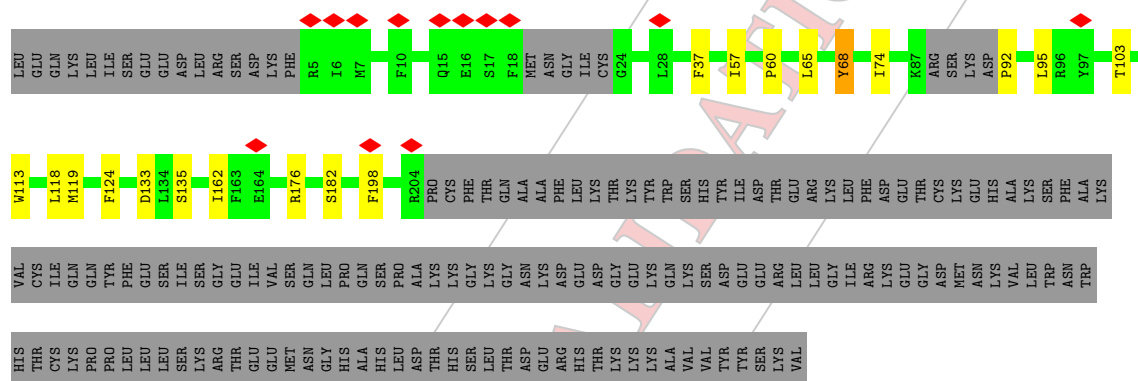 LEU GLU GLN LYS LEU ILE SER GLU GLU ASP LEU ARG SER ASP LYS PHE R5 I6 M7 F10 Q15 E16 S17 F18 MET ASN GLY ILE CYS G24 L28 F37 I57 P60 L65 Y68 I74 K87 ARG SER LYS ASP P92 L95 R96 Y97 T103
W113 L118 M119 F124 D133 L134 S135 I162 F163 E164 R176 S182 F198 R204 PRO CYS PHE THR GLN ALA ALA PHE LEU LYS THR LYS TYR TRP SER HIS TYR ILE ASP THR GLU ARG LYS LEU PHE ASP GLU THR CYS LYS GLU HIS ALA LYS SER PHE ALA LYS
VAL CYS ILE GLN GLN TYR PHE GLU SER ILE SER GLY GLU ILE VAL SER GLN LEU PRO GLN SER PRO ALA LYS LYS GLY LYS GLY ASN LYS ASP GLU ASP GLY GLU LYS GLN LYS SER ASP GLU GLU ARG LEU LEU GLY ILE ARG LYS GLU GLY ASP MET ASN LYS VAL LEU TRP ASN TRP
HIS THR CYS LYS PRO PRO LEU LEU LEU SER LYS ARG THR GLU GLU MET ASN GLY HIS ALA HIS LEU ASP THR HIS SER LEU THR ASP GLU ARG HIS THR LYS LYS LYS ALA VAL VAL TYR TYR SER LYS VAL